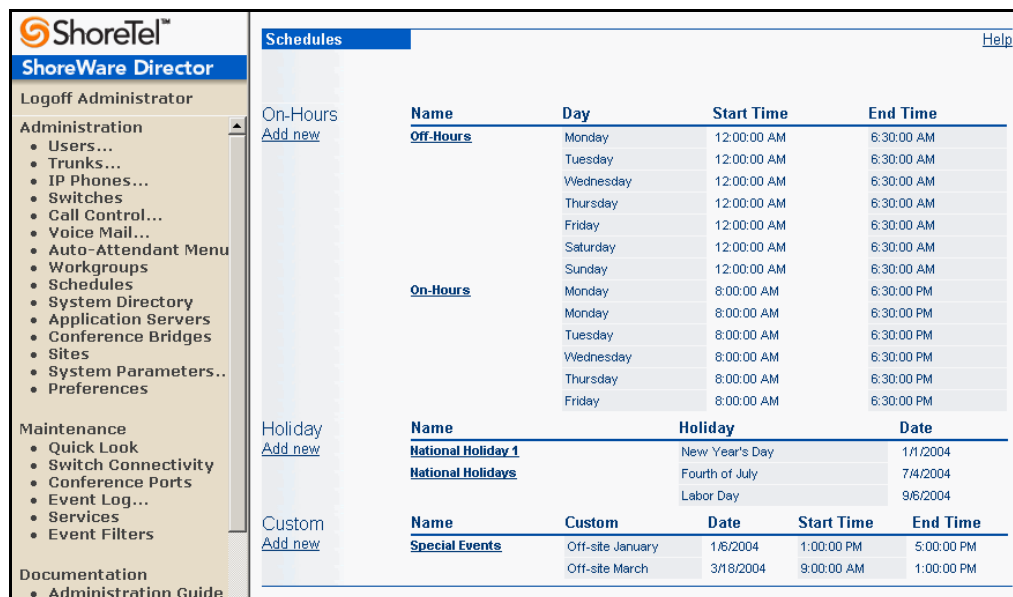 ShoreTel™
ShoreWare Director
Logoff Administrator
Administration
• Users...
• Trunks...
• IP Phones...
• Switches
• Call Control...
• Voice Mail...
• Auto-Attendant Menu
• Workgroups
• Schedules
• System Directory
• Application Servers
• Conference Bridges
• Sites
• System Parameters..
• Preferences
Maintenance
• Quick Look
• Switch Connectivity
• Conference Ports
• Event Log...
• Services
• Event Filters
Documentation
• Administration Guide
Schedules Help
On-Hours Name Day Start Time End Time
Add new Off-Hours Monday 12:00:00 AM 6:30:00 AM
Tuesday 12:00:00 AM 6:30:00 AM
Wednesday 12:00:00 AM 6:30:00 AM
Thursday 12:00:00 AM 6:30:00 AM
Friday 12:00:00 AM 6:30:00 AM
Saturday 12:00:00 AM 6:30:00 AM
Sunday 12:00:00 AM 6:30:00 AM
On-Hours Monday 8:00:00 AM 6:30:00 PM
Monday 8:00:00 AM 6:30:00 PM
Tuesday 8:00:00 AM 6:30:00 PM
Wednesday 8:00:00 AM 6:30:00 PM
Thursday 8:00:00 AM 6:30:00 PM
Friday 8:00:00 AM 6:30:00 PM
Holiday Name Holiday Date
Add new National Holiday 1 New Year's Day 1/1/2004
National Holidays Fourth of July 7/4/2004
Labor Day 9/6/2004
Custom Name Custom Date Start Time End Time
Add new Special Events Off-site January 1/6/2004 1:00:00 PM 5:00:00 PM
Off-site March 3/18/2004 9:00:00 AM 1:00:00 PM